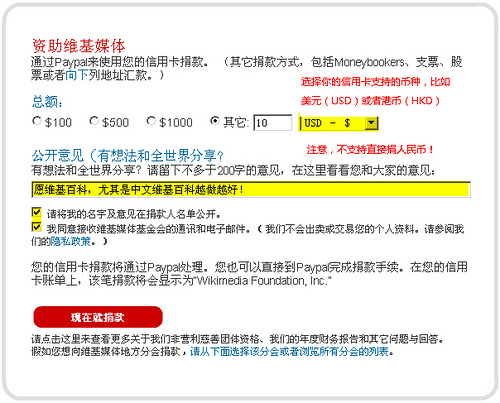 资助维基媒体
通过Paypal来使用您的信用卡捐款。（其它捐款方式，包括Moneybookers、支票、股
票或者向下列地址汇款。）
选择你的信用卡支持的币种，比如
美元（USD）或者港币（HKD）
总额：
$100 $500 $1000 其它: 10 USD - $
注意，不支持直接捐人民币！
公开意见（有想法和全世界分享？
有想法和全世界分享？请留下不多于200字的意见，在这里看看您和大家的意见：
愿维基百科，尤其是中文维基百科越做越好！
请将我的名字及意见在捐款人名单公开。
我同意接收维基媒体基金会的通讯和电子邮件。（我们不会出卖或交易您的个人资料。请参阅我
们的隐私政策。）
您的信用卡捐款将通过Paypal处理。您也可以直接到Paypal完成捐款手续。在您的信用
卡账单上，该笔捐款将会显示为"Wikimedia Foundation, Inc."
现在就捐款
请点击这里来查看更多关于我们非营利慈善团体资格、我们的年度财务报告和其它问题与回答。
假如您想向维基媒体地方分会捐款，请从下面选择该分会或者浏览所有分会的列表。